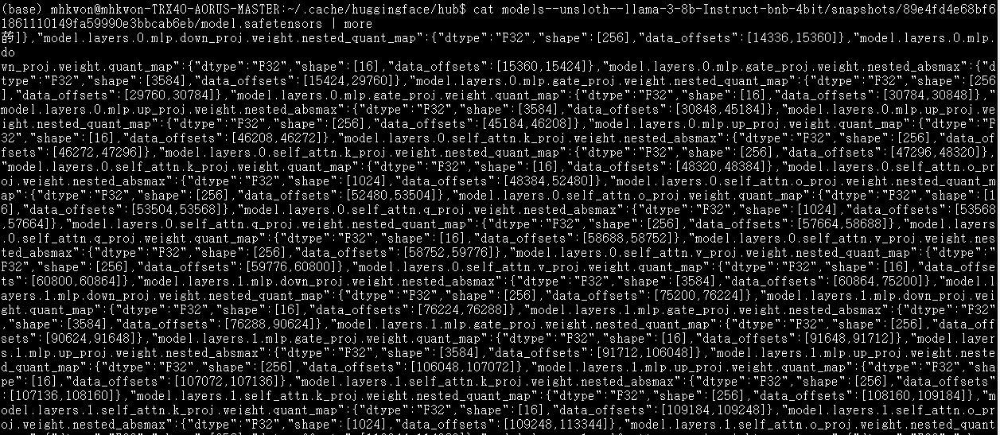 (base) mhkwon@mhkwon-TRX40-AORUS-MASTER:~/.cache/huggingface/hub$ cat models--unsloth--llama-3-8b-Instruct-bnb-4bit/snapshots/89e4fd4e68bf6
1861110149fa59990e3bbcab6eb/model.safetensors | more
]},"model.layers.0.mlp.down_proj.weight.nested_quant_map":{"dtype":"F32","shape":[256],"data_offsets":[14336,15360]},"model.layers.0.mlp.
do
wn_proj.weight.quant_map":{"dtype":"F32","shape":[16],"data_offsets":[15360,15424]},"model.layers.0.mlp.gate_proj.weight.nested_absmax":{"d
type":"F32","shape":[3584],"data_offsets":[15424,29760]},"model.layers.0.mlp.gate_proj.weight.nested_quant_map":{"dtype":"F32","shape":[256
],"data_offsets":[29760,30784]},"model.layers.0.mlp.gate_proj.weight.quant_map":{"dtype":"F32","shape":[16],"data_offsets":[30784,30848]},"
model.layers.0.mlp.up_proj.weight.nested_absmax":{"dtype":"F32","shape":[3584],"data_offsets":[30848,45184]},"model.layers.0.mlp.up_proj.we
ight.nested_quant_map":{"dtype":"F32","shape":[256],"data_offsets":[45184,46208]},"model.layers.0.mlp.up_proj.weight.quant_map":{"dtype":"F
32","shape":[16],"data_offsets":[46208,46272]},"model.layers.0.self_attn.k_proj.weight.nested_absmax":{"dtype":"F32","shape":[256],"data_of
fsets":[46272,47296]},"model.layers.0.self_attn.k_proj.weight.nested_quant_map":{"dtype":"F32","shape":[256],"data_offsets":[47296,48320]}
,"model.layers.0.self_attn.k_proj.weight.quant_map":{"dtype":"F32","shape":[16],"data_offsets":[48320,48384]},"model.layers.0.self_attn.o_p
roj.weight.nested_absmax":{"dtype":"F32","shape":[1024],"data_offsets":[48384,52480]},"model.layers.0.self_attn.o_proj.weight.nested_quant_m
ap":{"dtype":"F32","shape":[256],"data_offsets":[52480,53504]},"model.layers.0.self_attn.o_proj.weight.quant_map":{"dtype":"F32","shape":[1
6],"data_offsets":[53504,53568]},"model.layers.0.self_attn.q_proj.weight.nested_absmax":{"dtype":"F32","shape":[1024],"data_offsets":[53568
,57664]},"model.layers.0.self_attn.q_proj.weight.nested_quant_map":{"dtype":"F32","shape":[256],"data_offsets":[57664,58688]},"model.layers
.0.self_attn.q_proj.weight.quant_map":{"dtype":"F32","shape":[16],"data_offsets":[58688,58752]},"model.layers.0.self_attn.v_proj.weight.nes
ted_absmax":{"dtype":"F32","shape":[256],"data_offsets":[58752,59776]},"model.layers.0.self_attn.v_proj.weight.nested_quant_map":{"dtype":"
F32","shape":[256],"data_offsets":[59776,60800]},"model.layers.0.self_attn.v_proj.weight.quant_map":{"dtype":"F32","shape":[16],"data_offse
ts":[60800,60864]},"model.layers.1.mlp.down_proj.weight.nested_absmax":{"dtype":"F32","shape":[3584],"data_offsets":[60864,75200]},"model.l
ayers.1.mlp.down_proj.weight.nested_quant_map":{"dtype":"F32","shape":[256],"data_offsets":[75200,76224]},"model.layers.1.mlp.down_proj.wei
ght.quant_map":{"dtype":"F32","shape":[16],"data_offsets":[76224,76288]},"model.layers.1.mlp.gate_proj.weight.nested_absmax":{"dtype":"F32"
,"shape":[3584],"data_offsets":[76288,90624]},"model.layers.1.mlp.gate_proj.weight.nested_quant_map":{"dtype":"F32","shape":[256],"data_off
sets":[90624,91648]},"model.layers.1.mlp.gate_proj.weight.quant_map":{"dtype":"F32","shape":[16],"data_offsets":[91648,91712]},"model.layer
s.1.mlp.up_proj.weight.nested_absmax":{"dtype":"F32","shape":[3584],"data_offsets":[91712,106048]},"model.layers.1.mlp.up_proj.weight.neste
d_quant_map":{"dtype":"F32","shape":[256],"data_offsets":[106048,107072]},"model.layers.1.mlp.up_proj.weight.quant_map":{"dtype":"F32","sha
pe":[16],"data_offsets":[107072,107136]},"model.layers.1.self_attn.k_proj.weight.nested_absmax":{"dtype":"F32","shape":[256],"data_offsets"
:[107136,108160]},"model.layers.1.self_attn.k_proj.weight.nested_quant_map":{"dtype":"F32","shape":[256],"data_offsets":[108160,109184]},"m
odel.layers.1.self_attn.k_proj.weight.quant_map":{"dtype":"F32","shape":[16],"data_offsets":[109184,109248]},"model.layers.1.self_attn.o_pr
oj.weight.nested_absmax":{"dtype":"F32","shape":[1024],"data_offsets":[109248,113344]},"model.layers.1.self_attn.o_proj.weight.nested_quant